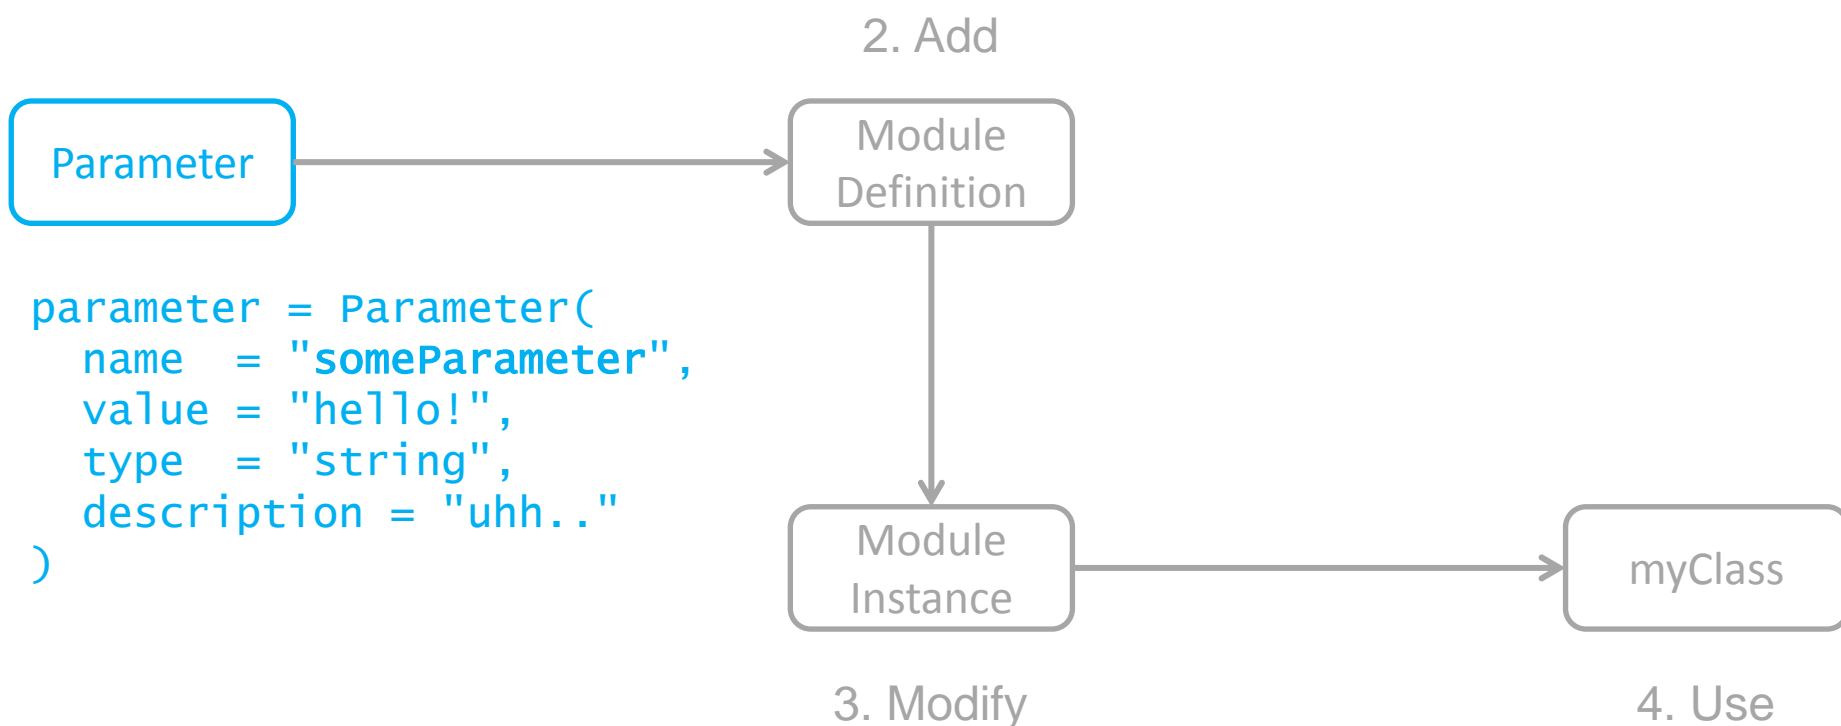 2. Add
Parameter
Module
Definition
parameter = Parameter(
  name  = "someParameter",
  value = "hello!",
  type  = "string",
  description = "uhh.."
)
Module
Instance
myClass
3. Modify
4. Use